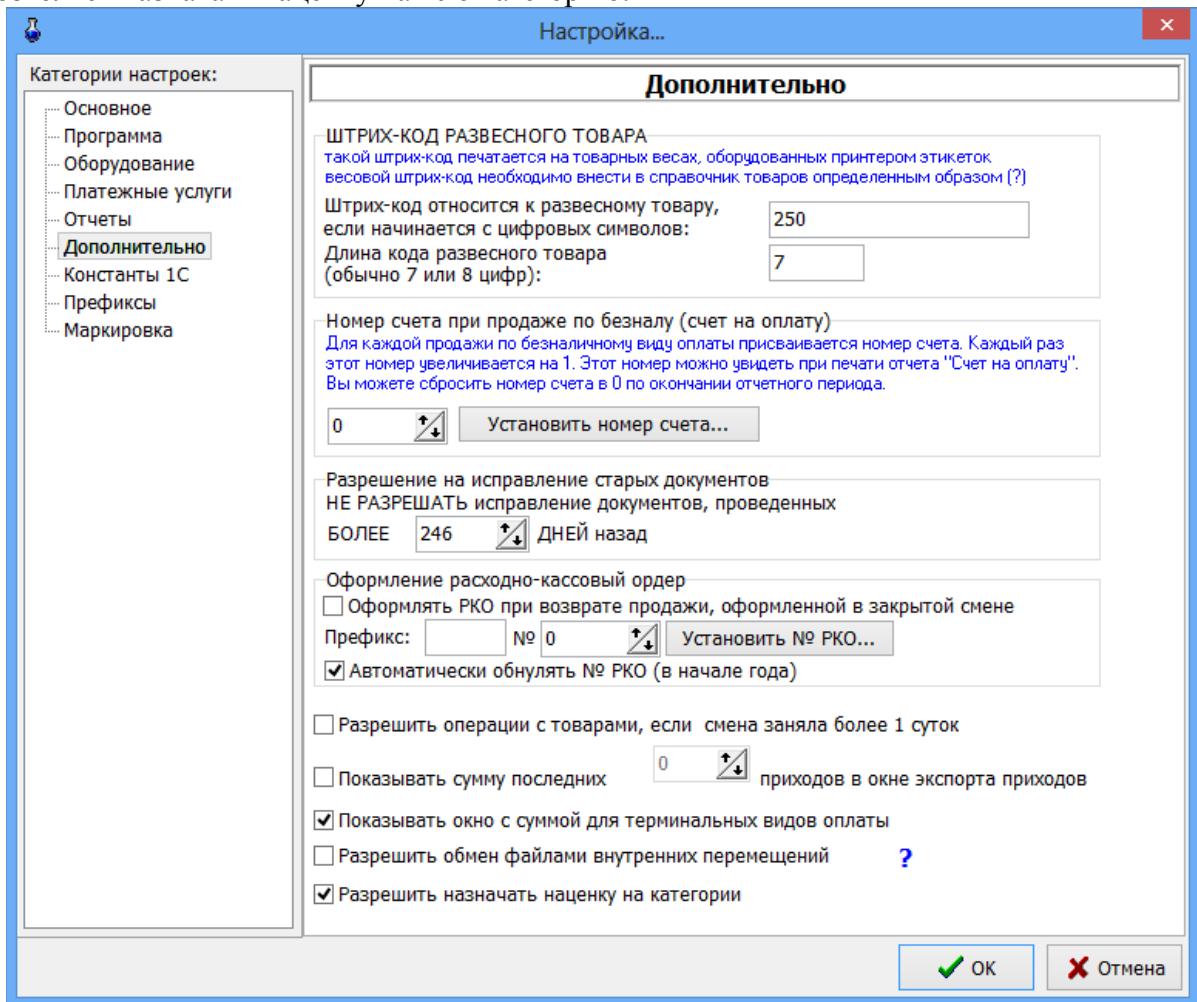 Настройка...
Категории настроек:
Основное
Программа
Оборудование
Платежные услуги
Отчеты
Дополнительно
Константы 1С
Префиксы
Маркировка
Дополнительно
ШТРИХ-КОД РАЗВЕСНОГО ТОВАРА
такой штрих-код печатается на товарных весах, оборудованных принтером этикеток
весовой штрих-код необходимо внести в справочник товаров определенным образом (?)
Штрих-код относится к развесному товару,
если начинается с цифровых символов:
250
Длина кода развесного товара
(обычно 7 или 8 цифр):
7
Номер счета при продаже по безналу (счет на оплату)
Для каждой продажи по безналичному виду оплаты присваивается номер счета. Каждый раз
этот номер увеличивается на 1. Этот номер можно увидеть при печати отчета "Счет на оплату".
Вы можете сбросить номер счета в 0 по окончании отчетного периода.
0 Установить номер счета...
Разрешение на исправление старых документов
НЕ РАЗРЕШАТЬ исправление документов, проведенных
БОЛЕЕ 246 ДНЕЙ назад
Оформление расходно-кассовый ордер
Оформлять РКО при возврате продажи, оформленной в закрытой смене
Префикс: № 0 Установить № РКО...
Автоматически обнулять № РКО (в начале года)
Разрешить операции с товарами, если смена заняла более 1 суток
Показывать сумму последних 0 приходов в окне экспорта приходов
Показывать окно с суммой для терминальных видов оплаты
Разрешить обмен файлами внутренних перемещений ?
Разрешить назначать наценку на категории
ОК Отмена